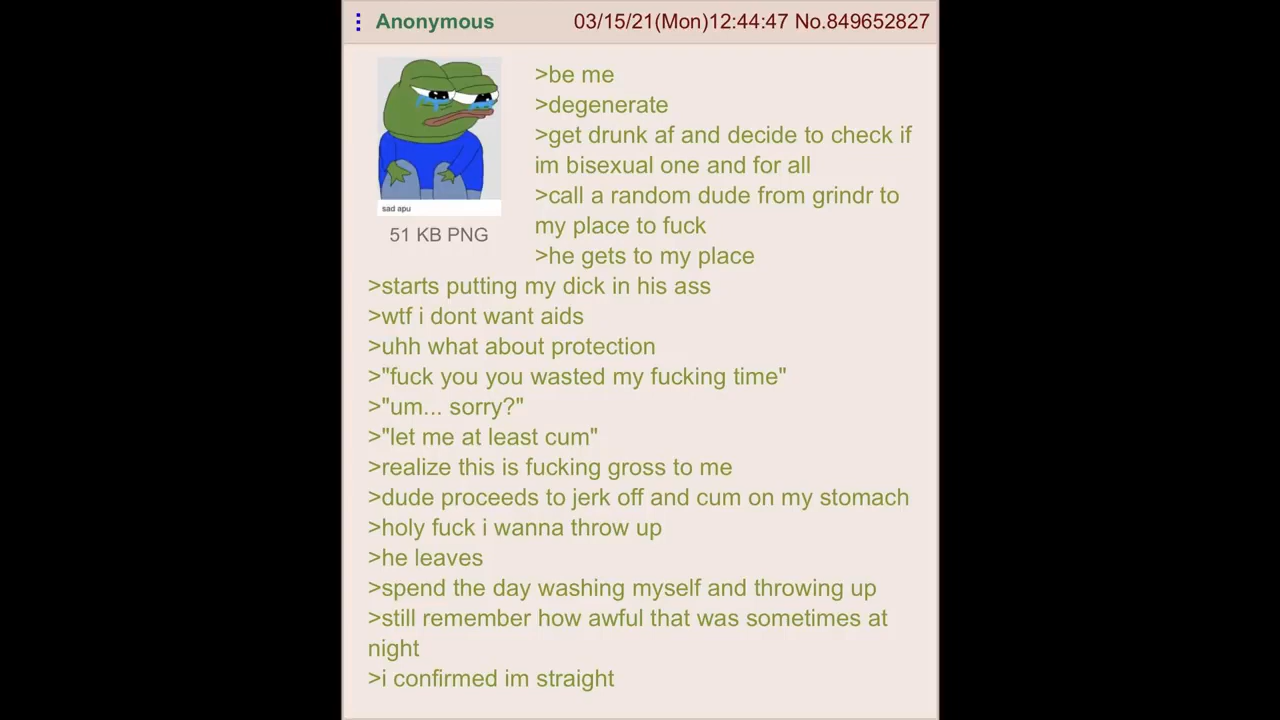 Anonymous 03/15/21(Mon)12:44:47 No.849652827
>be me
>degenerate
>get drunk af and decide to check if
im bisexual one and for all
>call a random dude from grindr to
my place to fuck
>he gets to my place
sad apu
51 KB PNG
>starts putting my dick in his ass
>wtf i dont want aids
>uhh what about protection
>"fuck you you wasted my fucking time"
>"um... sorry?"
>"let me at least cum"
>realize this is fucking gross to me
>dude proceeds to jerk off and cum on my stomach
>holy fuck i wanna throw up
>he leaves
>spend the day washing myself and throwing up
>still remember how awful that was sometimes at
night
>i confirmed im straight